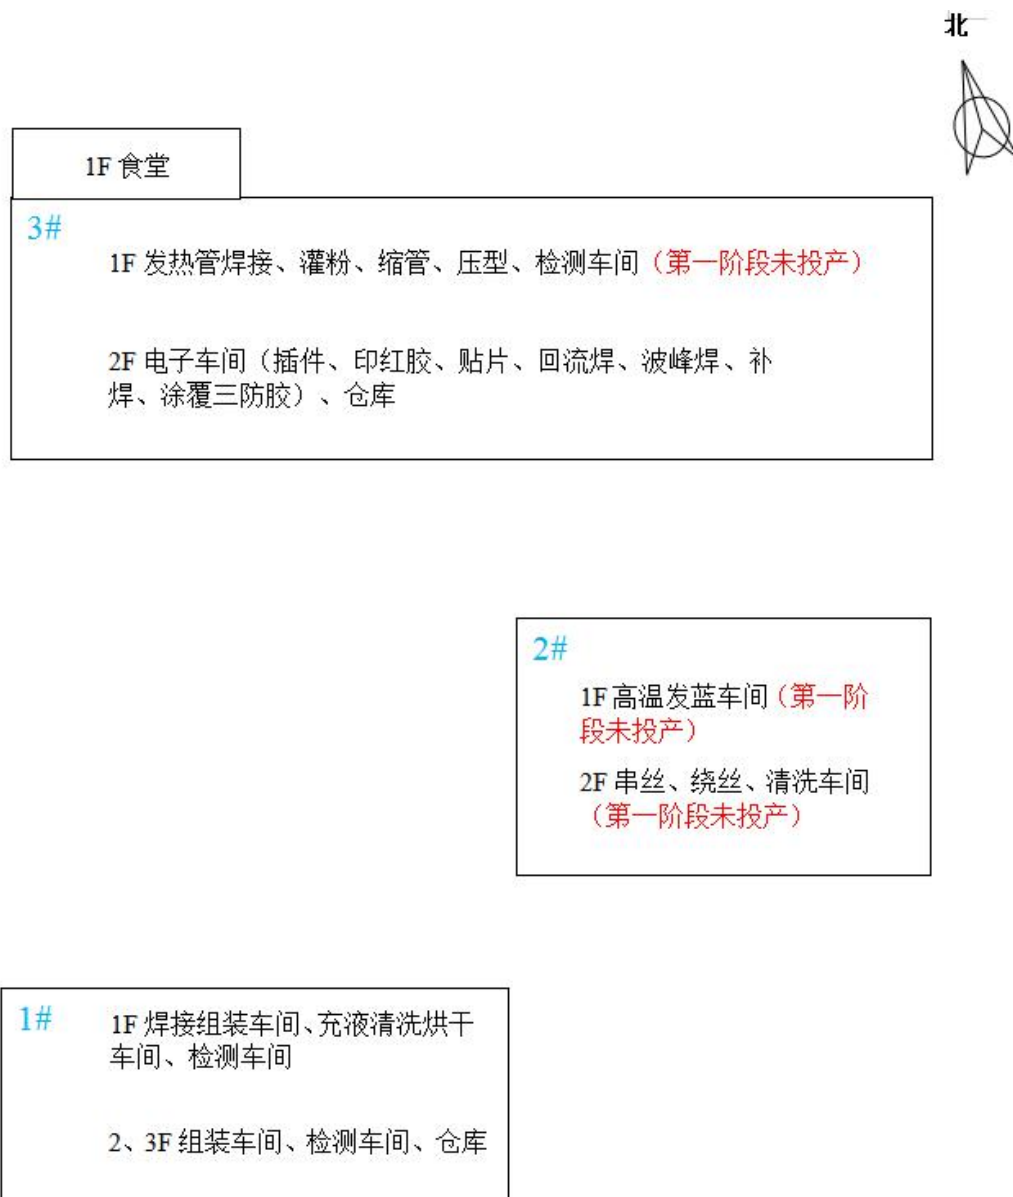 北
1F 食堂
3#
1F 发热管焊接、灌粉、缩管、压型、检测车间（第一阶段未投产）
2F 电子车间（插件、印红胶、贴片、回流焊、波峰焊、补
焊、涂覆三防胶）、仓库
2#
1F 高温发蓝车间（第一阶
段未投产）
2F 串丝、绕丝、清洗车间
（第一阶段未投产）
1#
1F 焊接组装车间、充液清洗烘干
车间、检测车间
2、3F 组装车间、检测车间、仓库